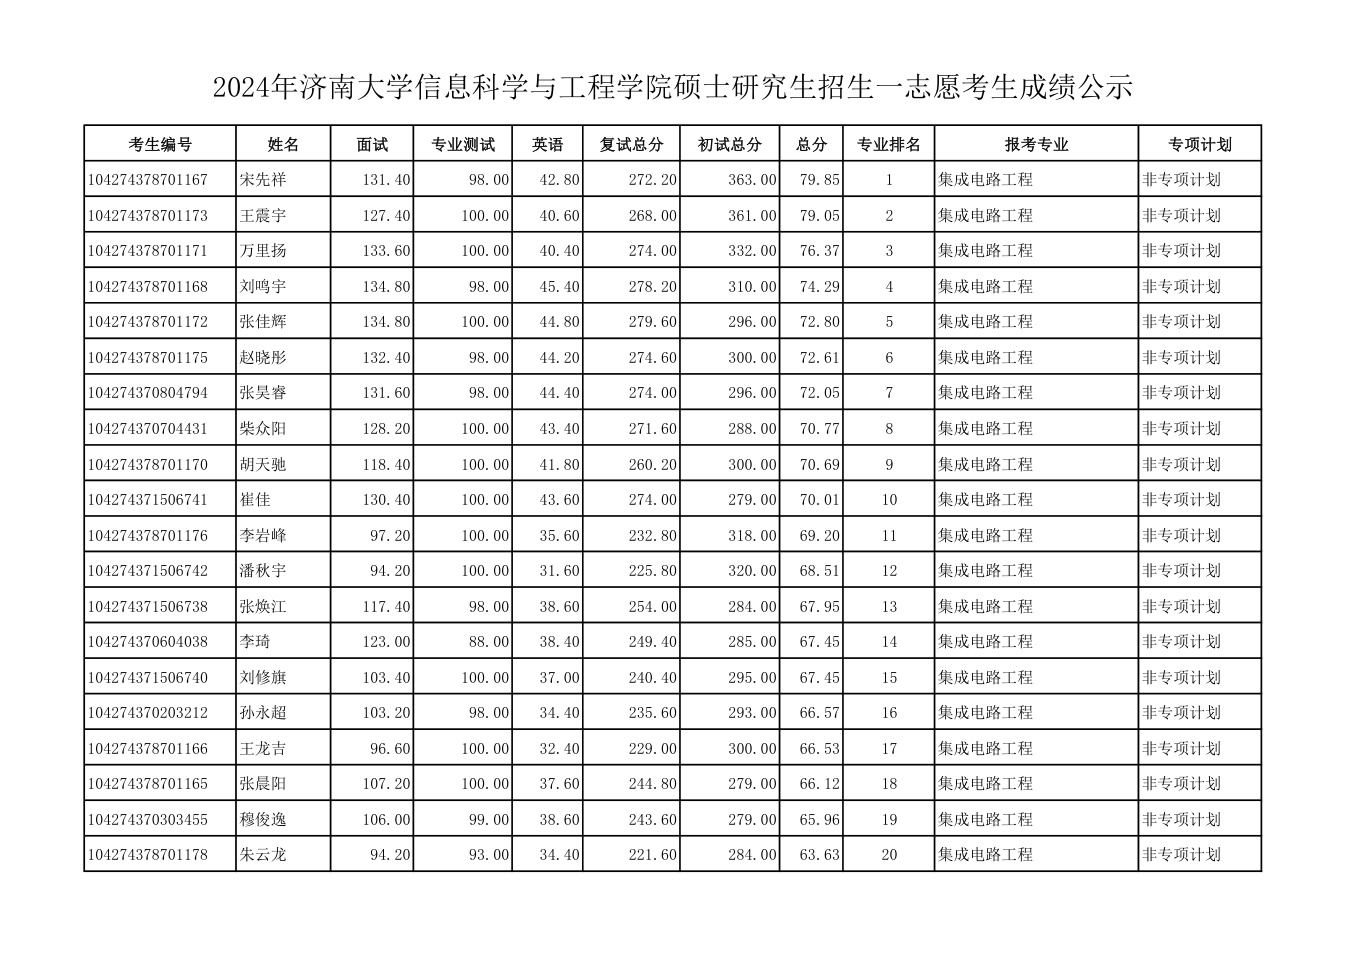 2024年济南大学信息科学与工程学院硕士研究生招生一志愿考生成绩公示
考生编号 姓名 面试 专业测试 英语 复试总分 初试总分 总分 专业排名 报考专业 专项计划
104274378701167 宋先祥 131.40 98.00 42.80 272.20 363.00 79.85 1 集成电路工程 非专项计划
104274378701173 王震宇 127.40 100.00 40.60 268.00 361.00 79.05 2 集成电路工程 非专项计划
104274378701171 万里扬 133.60 100.00 40.40 274.00 332.00 76.37 3 集成电路工程 非专项计划
104274378701168 刘鸣宇 134.80 98.00 45.40 278.20 310.00 74.29 4 集成电路工程 非专项计划
104274378701172 张佳辉 134.80 100.00 44.80 279.60 296.00 72.80 5 集成电路工程 非专项计划
104274378701175 赵晓彤 132.40 98.00 44.20 274.60 300.00 72.61 6 集成电路工程 非专项计划
104274370804794 张昊睿 131.60 98.00 44.40 274.00 296.00 72.05 7 集成电路工程 非专项计划
104274370704431 柴众阳 128.20 100.00 43.40 271.60 288.00 70.77 8 集成电路工程 非专项计划
104274378701170 胡天驰 118.40 100.00 41.80 260.20 300.00 70.69 9 集成电路工程 非专项计划
104274371506741 崔佳 130.40 100.00 43.60 274.00 279.00 70.01 10 集成电路工程 非专项计划
104274378701176 李岩峰 97.20 100.00 35.60 232.80 318.00 69.20 11 集成电路工程 非专项计划
104274371506742 潘秋宇 94.20 100.00 31.60 225.80 320.00 68.51 12 集成电路工程 非专项计划
104274371506738 张焕江 117.40 98.00 38.60 254.00 284.00 67.95 13 集成电路工程 非专项计划
104274370604038 李琦 123.00 88.00 38.40 249.40 285.00 67.45 14 集成电路工程 非专项计划
104274371506740 刘修旗 103.40 100.00 37.00 240.40 295.00 67.45 15 集成电路工程 非专项计划
104274370203212 孙永超 103.20 98.00 34.40 235.60 293.00 66.57 16 集成电路工程 非专项计划
104274378701166 王龙吉 96.60 100.00 32.40 229.00 300.00 66.53 17 集成电路工程 非专项计划
104274378701165 张晨阳 107.20 100.00 37.60 244.80 279.00 66.12 18 集成电路工程 非专项计划
104274370303455 穆俊逸 106.00 99.00 38.60 243.60 279.00 65.96 19 集成电路工程 非专项计划
104274378701178 朱云龙 94.20 93.00 34.40 221.60 284.00 63.63 20 集成电路工程 非专项计划